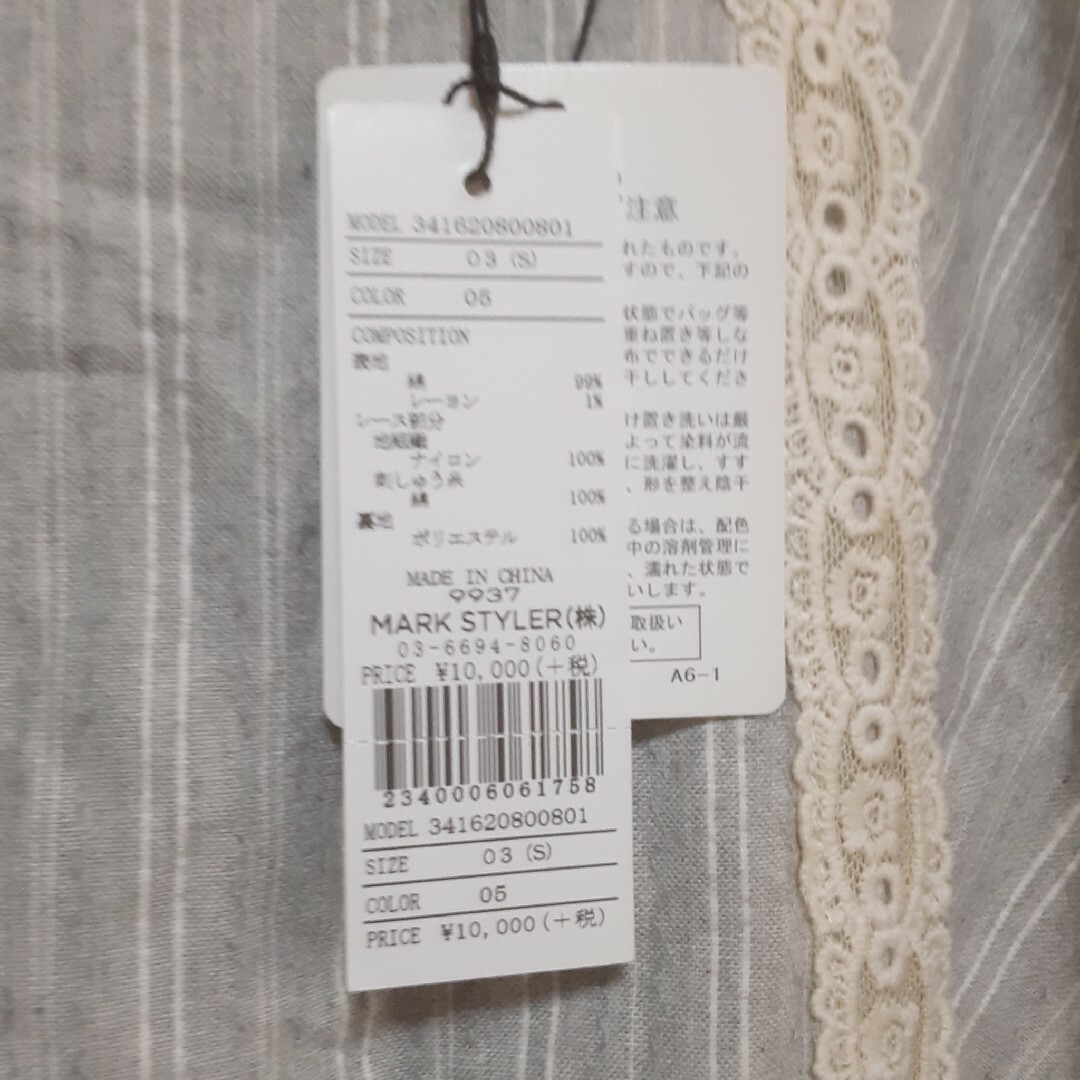 MODEL 341620800801
SIZE 03 (S)
COLOR 05
COMPOSITION
表地
綿 99%
レーヨン 1%
レース部分
地組織
ナイロン 100%
刺しゅう糸
綿 100%
裏地
ポリエステル 100%
MADE IN CHINA
9937
MARK STYLER(株)
03-6694-8060
PRICE ¥10,000(+税)
2340006061758
MODEL 341620800801
SIZE 03 (S)
COLOR 05
PRICE ¥10,000(+税)
注意
れたものです。
すので、下記の
状態でバッグ等
重ね置き等しな
布でできるだけ
干ししてくださ
け置き洗いは厳
よって染料が流
に洗濯し、すす
、形を整え陰干
る場合は、配色
中の溶剤管理に
、濡れた状態で
いします。
取扱い
い。
A6-1